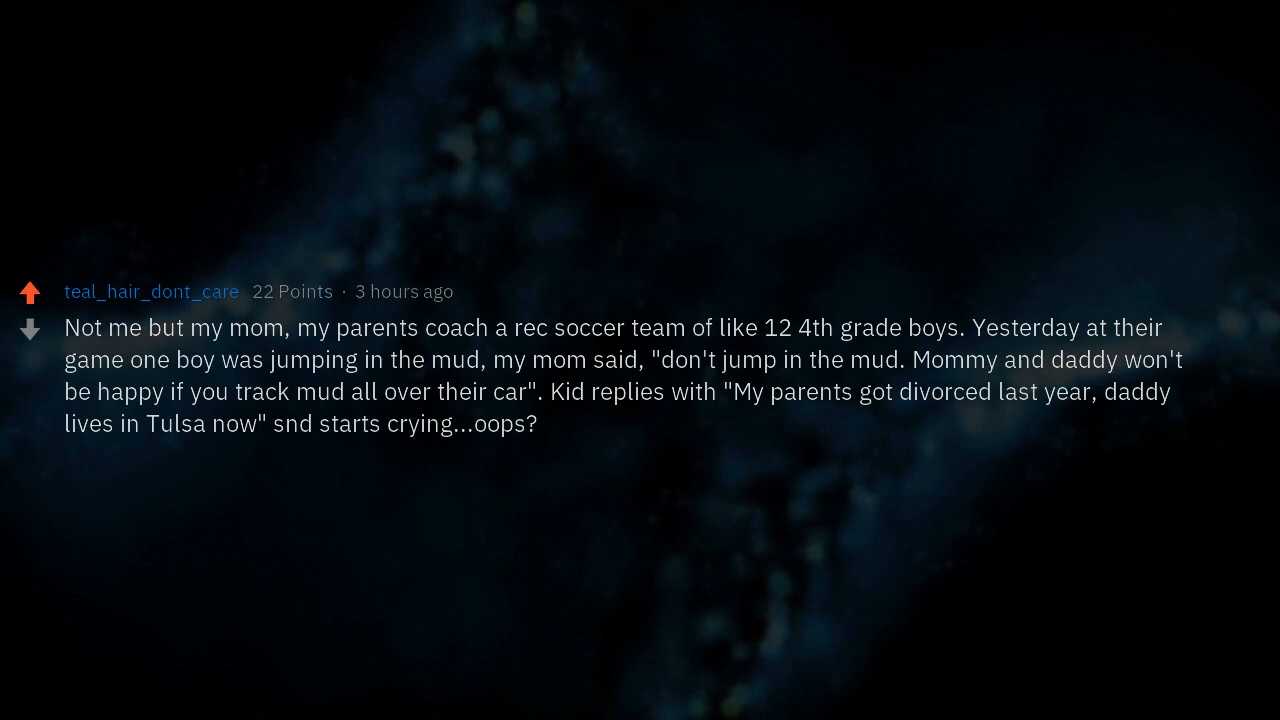 teal_hair_dont_care 22 Points · 3 hours ago
Not me but my mom, my parents coach a rec soccer team of like 12 4th grade boys. Yesterday at their
game one boy was jumping in the mud, my mom said, "don't jump in the mud. Mommy and daddy won't
be happy if you track mud all over their car". Kid replies with "My parents got divorced last year, daddy
lives in Tulsa now" snd starts crying...oops?